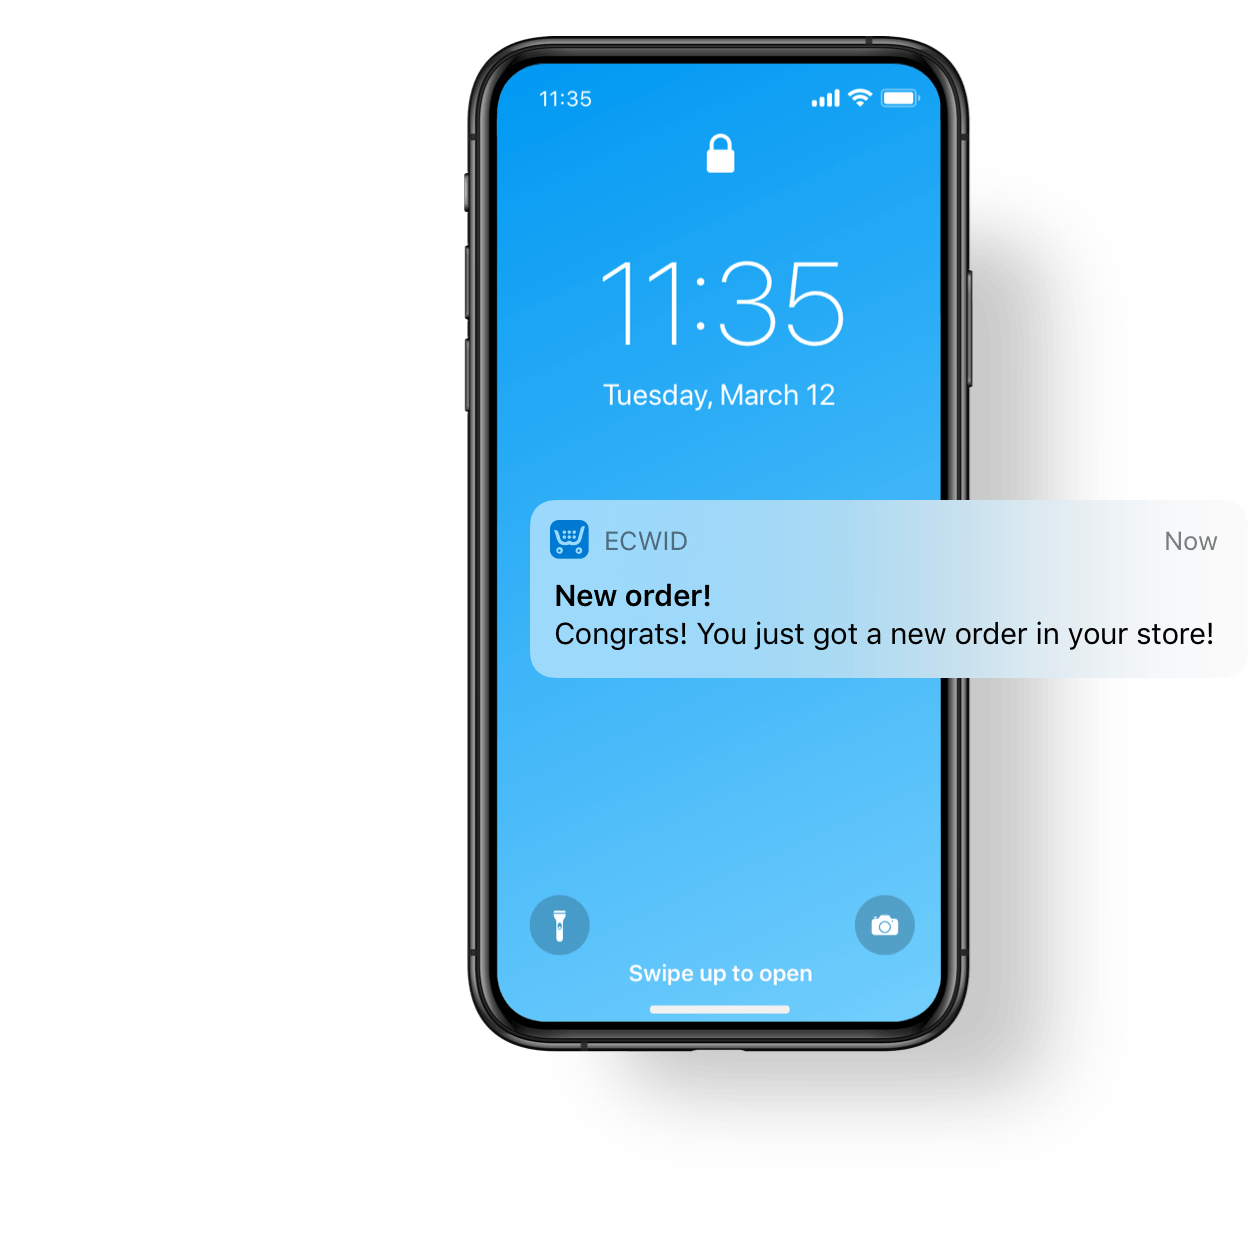 11:35
11:35
Tuesday, March 12
ECWID
Now
New order!
Congrats! You just got a new order in your store!
Swipe up to open